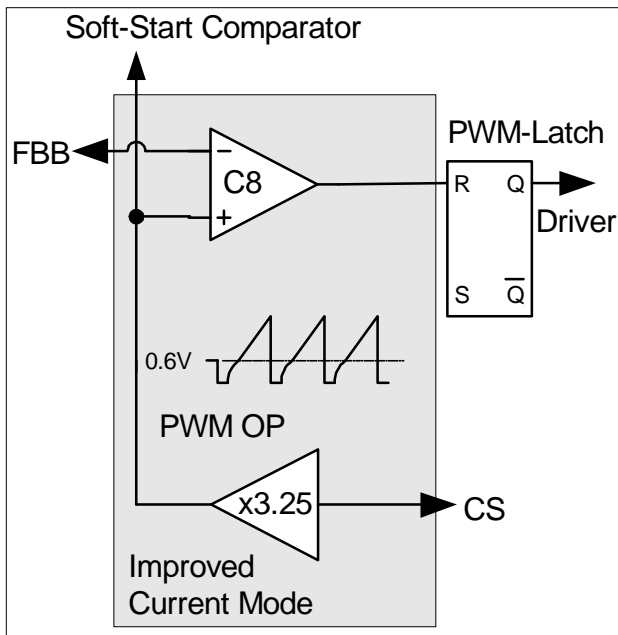 Soft-Start Comparator
FBB
C8
PWM-Latch
R Q
Driver
S Q
0.6V
PWM OP
x3.25
CS
Improved
Current Mode